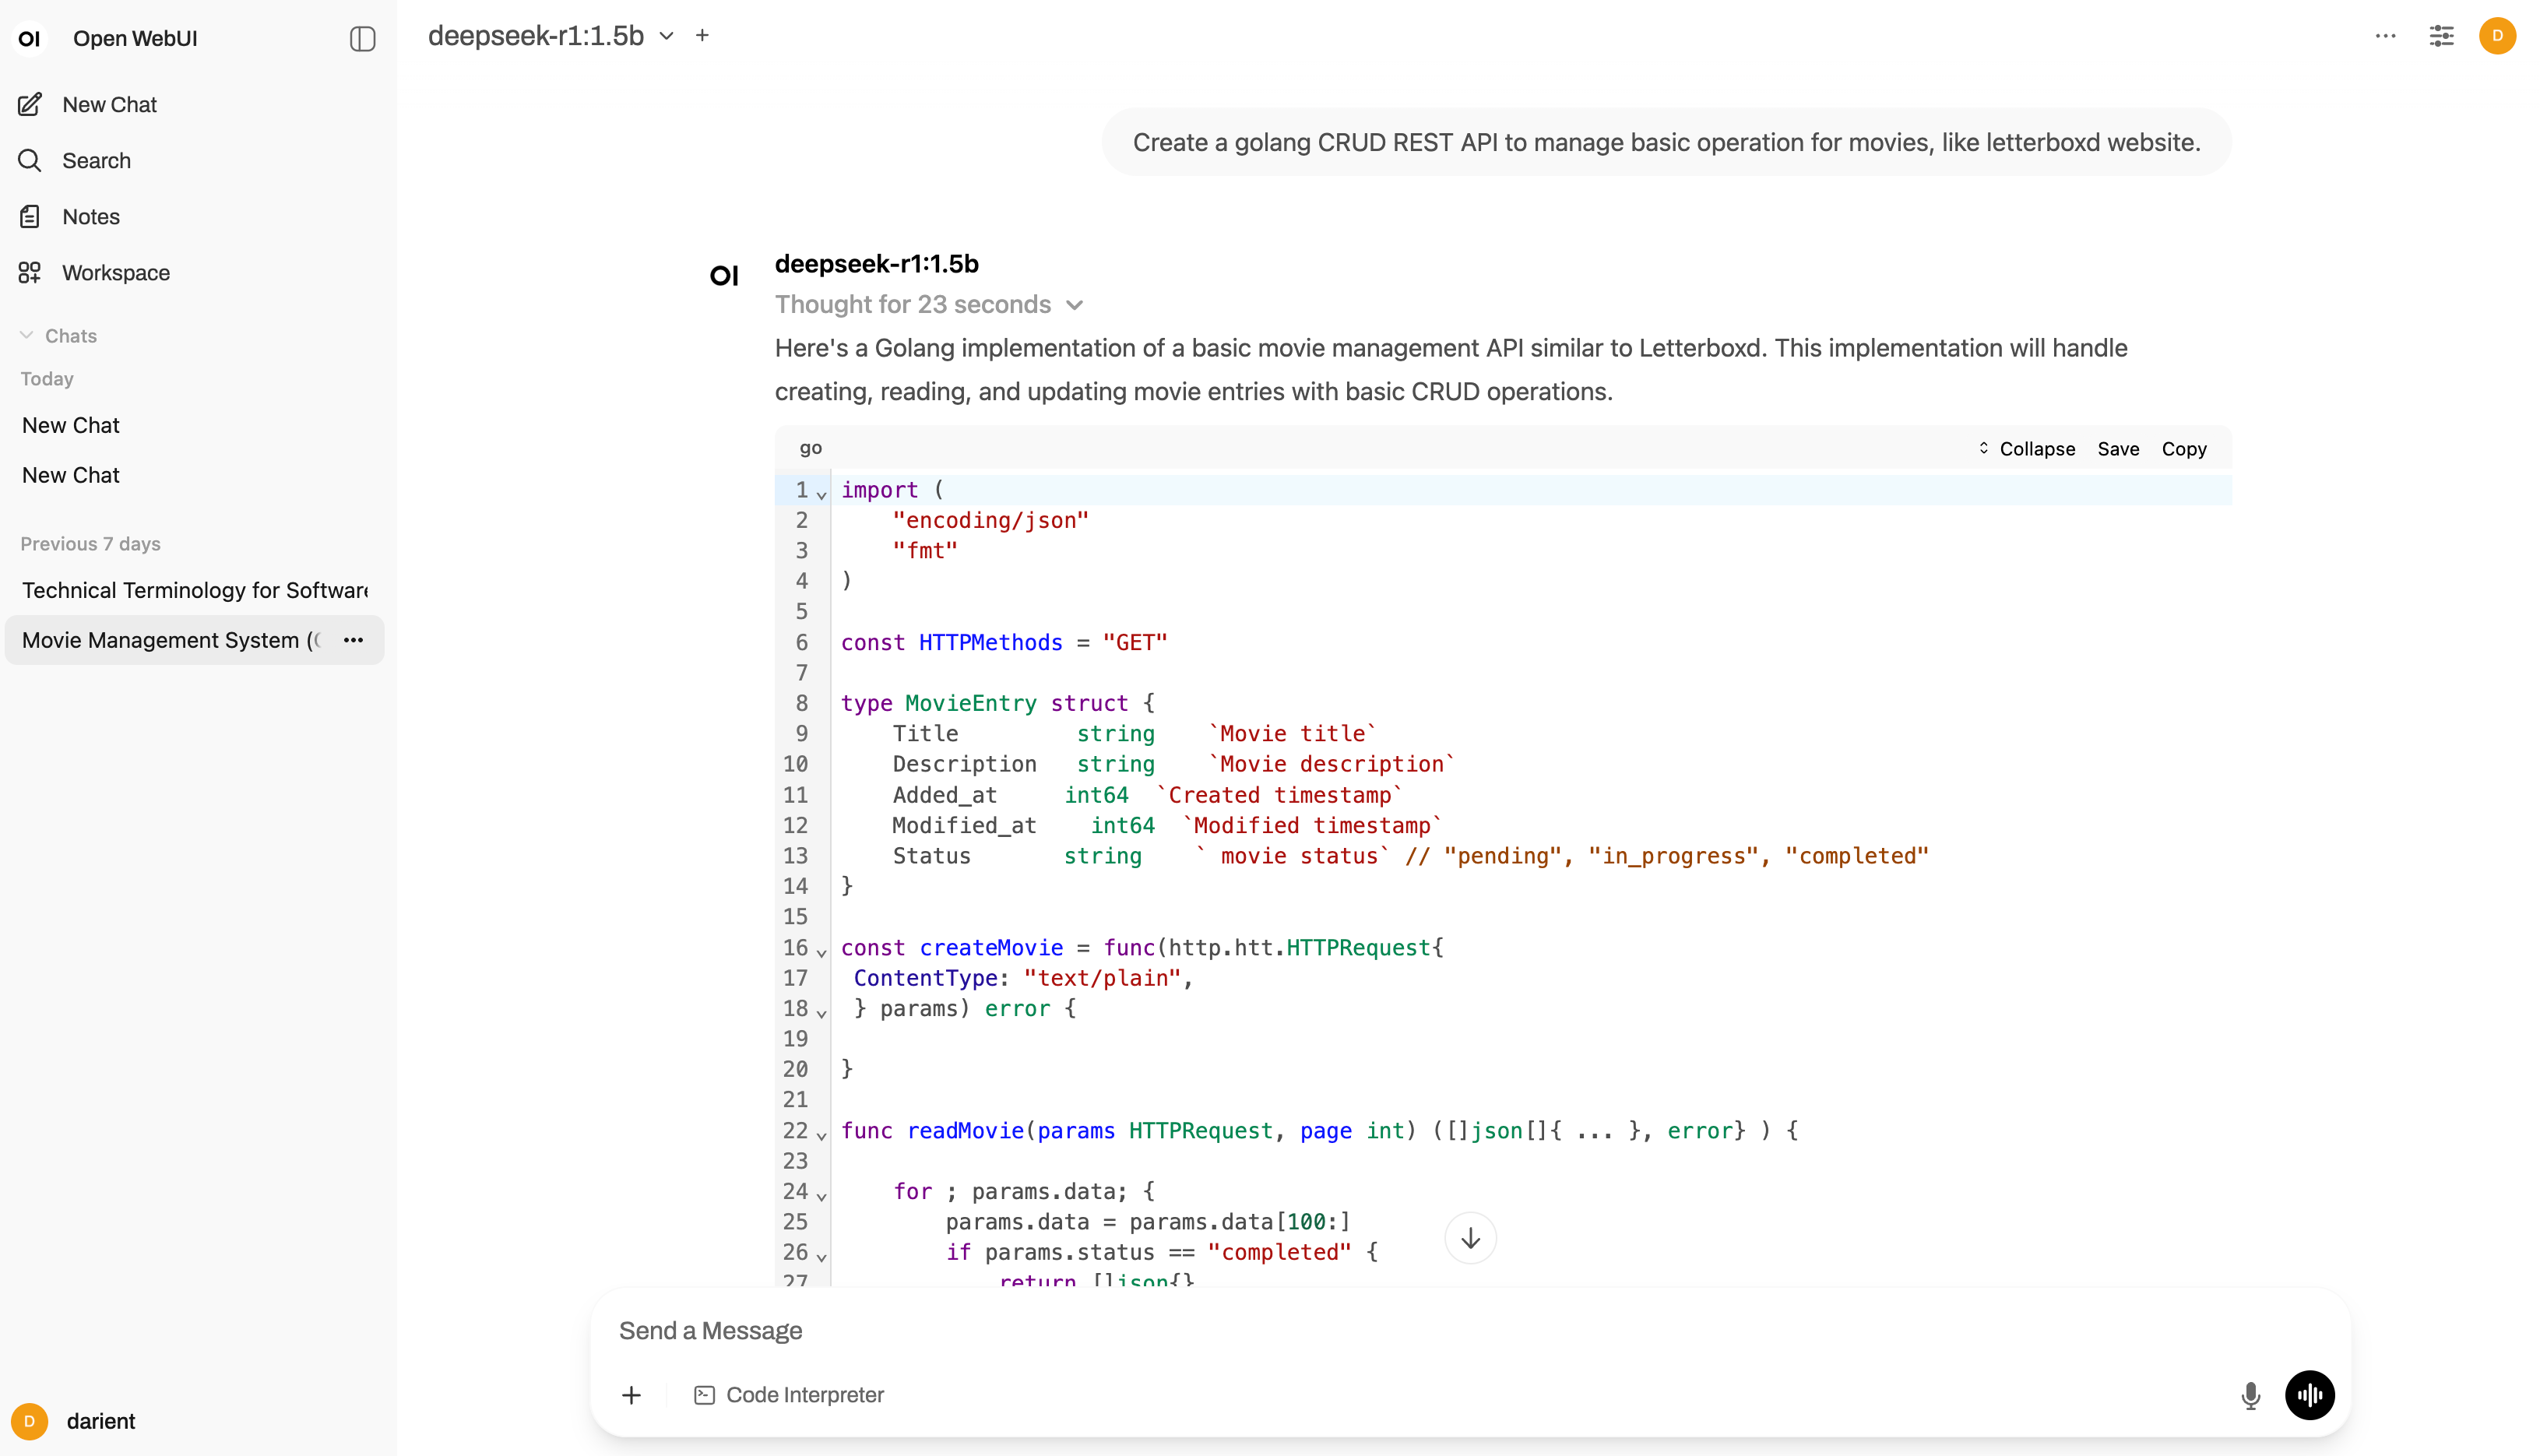 OI Open WebUI
New Chat
Search
Notes
Workspace
Chats
Today
New Chat
New Chat
Previous 7 days
Technical Terminology for Software
Movie Management System (
D darient
deepseek-r1:1.5b
D
Create a golang CRUD REST API to manage basic operation for movies, like letterboxd website.
OI deepseek-r1:1.5b
Thought for 23 seconds
Here's a Golang implementation of a basic movie management API similar to Letterboxd. This implementation will handle
creating, reading, and updating movie entries with basic CRUD operations.
go Collapse Save Copy
1 import (
2     "encoding/json"
3     "fmt"
4 )
5
6 const HTTPMethods = "GET"
7
8 type MovieEntry struct {
9     Title         string    `Movie title`
10     Description   string    `Movie description`
11     Added_at     int64  `Created timestamp`
12     Modified_at    int64  `Modified timestamp`
13     Status       string    ` movie status` // "pending", "in_progress", "completed"
14 }
15
16 const createMovie = func(http.htt.HTTPRequest{
17  ContentType: "text/plain",
18  } params) error {
19
20 }
21
22 func readMovie(params HTTPRequest, page int) ([]json[]{ ... }, error} ) {
23
24     for ; params.data; {
25         params.data = params.data[100:]
26         if params.status == "completed" {
27             return []json{}
Send a Message
Code Interpreter